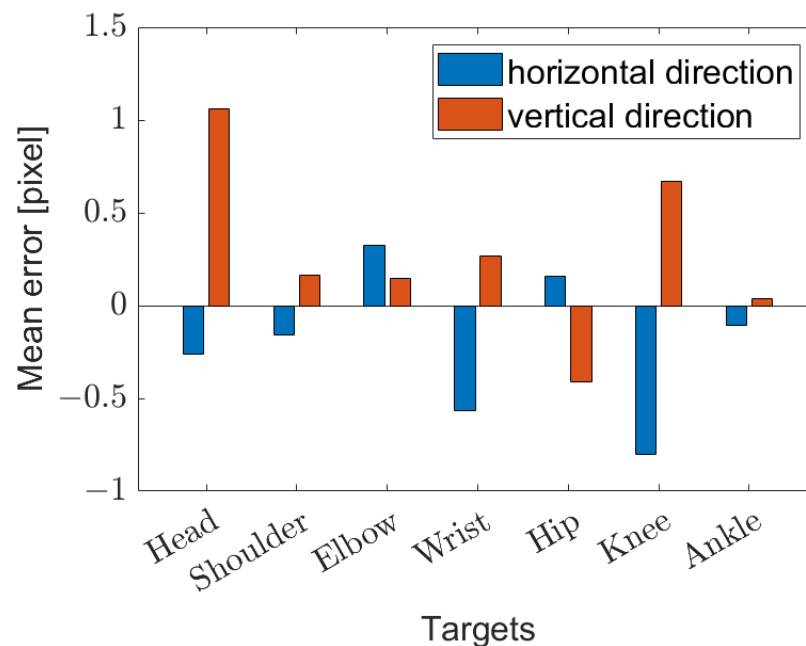 1.5
1
0.5
0
−0.5
−1
Mean error [pixel]
horizontal direction
vertical direction
Head
Shoulder
Elbow
Wrist
Hip
Knee
Ankle
Targets